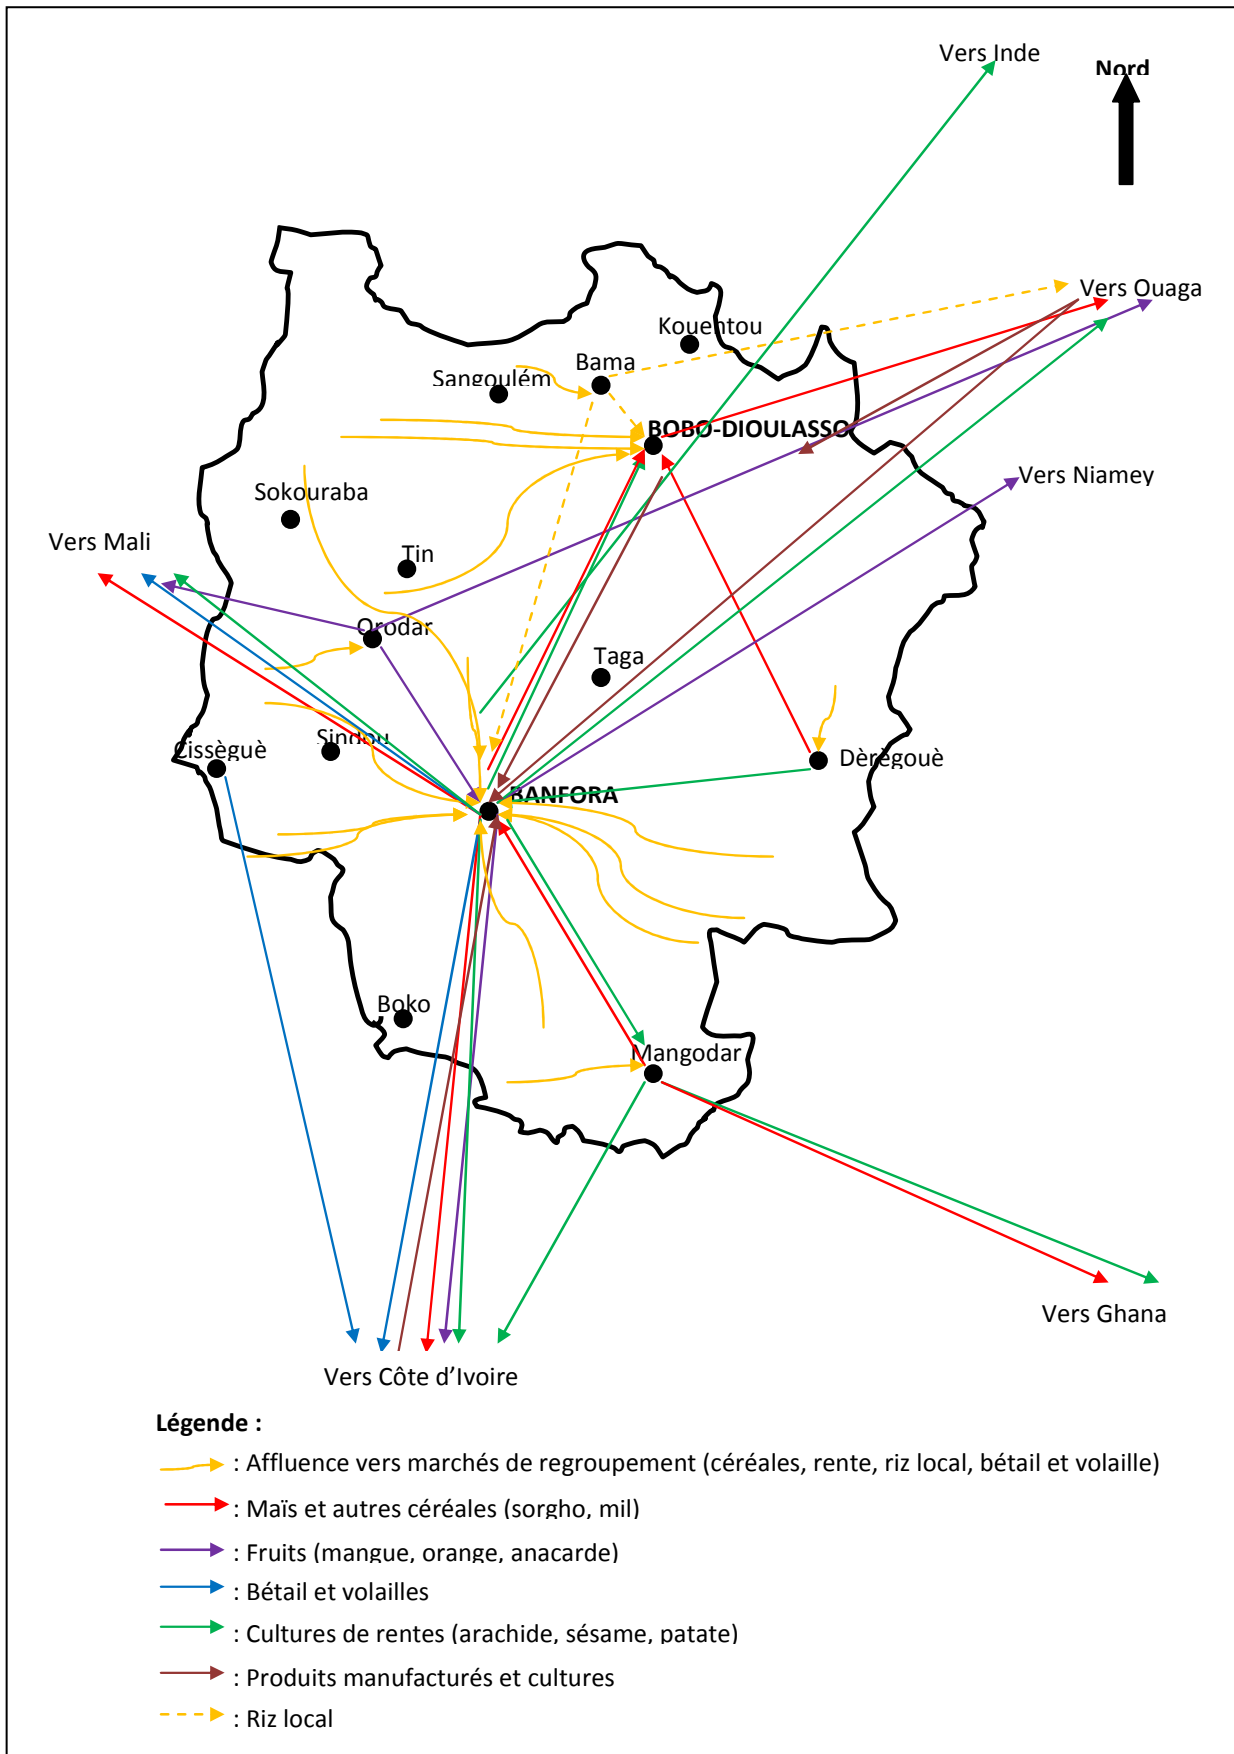 Vers Inde
Nord
Vers Ouaga
Kouentou
Bama
Sangoulém
BOBO-DIOULASSO
Vers Niamey
Sokouraba
Vers Mali
Tin
Orodar
Taga
Sindou
Cissèguè
Dèrègouè
BANFORA
Boko
Mangodar
Vers Ghana
Vers Côte d’Ivoire
Légende :
: Affluence vers marchés de regroupement (céréales, rente, riz local, bétail et volaille)
: Maïs et autres céréales (sorgho, mil)
: Fruits (mangue, orange, anacarde)
: Bétail et volailles
: Cultures de rentes (arachide, sésame, patate)
: Produits manufacturés et cultures
: Riz local